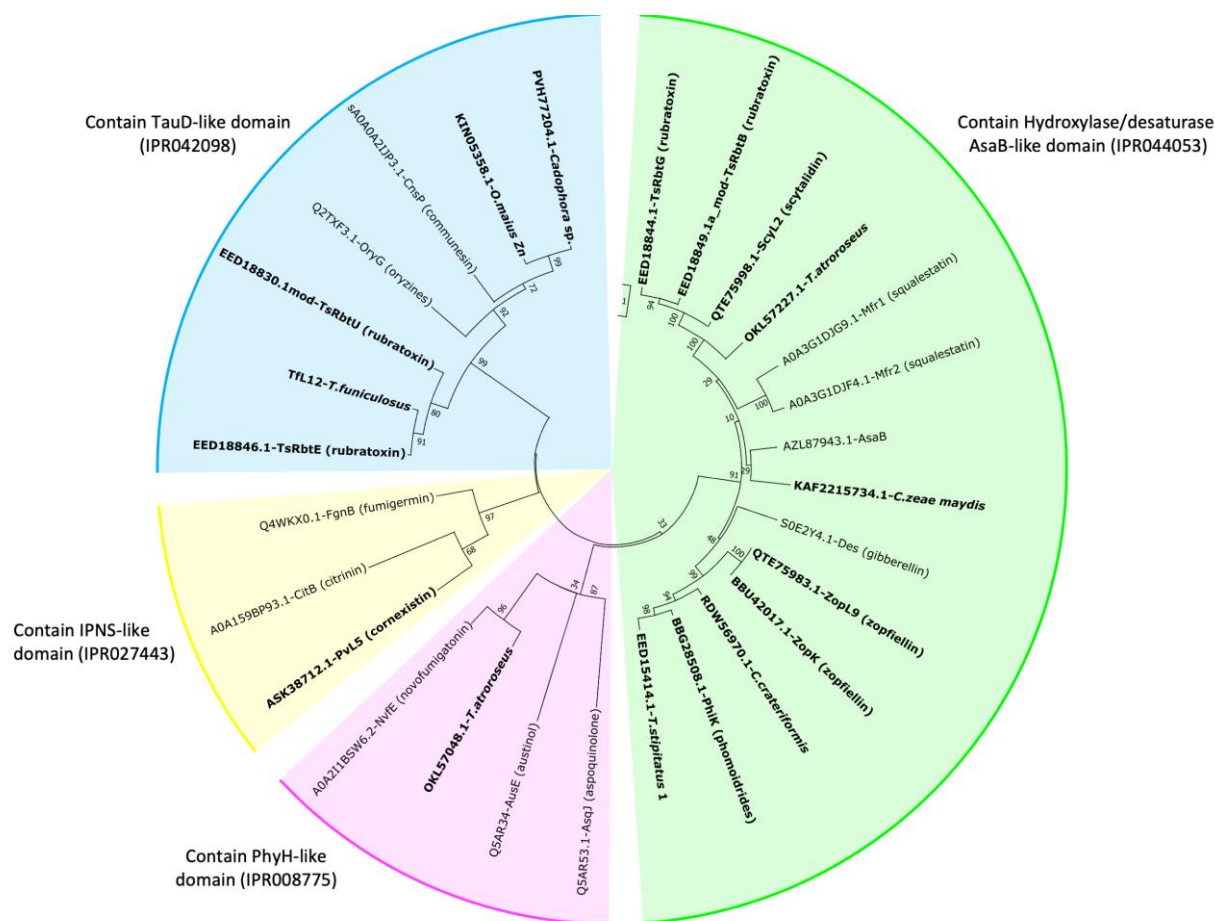 Contain TauD-like domain
(IPR042098)
sA0A0A2IJP3.1-CnsP (communesin)
KIN05358.1-O.maius Zn
PVH77204.1-Cadophora sp.
Q2TXF3.1-OryG (oryzines)
EED18830.1mod-TsRbtU (rubratoxin)
TfL12-T.funiculosus
EED18846.1-TsRbtE (rubratoxin)
99
72
92
99
80
91
Contain Hydroxylase/desaturase
AsaB-like domain (IPR044053)
EED18844.1-TsRbtG (rubratoxin)
EED18849.1a_mod-TsRbtB (rubratoxin)
QTE75998.1-ScyL2 (scytalidin)
OKL57227.1-T.atroroseus
A0A3G1DJG9.1-Mfr1 (squalestatin)
A0A3G1DJF4.1-Mfr2 (squalestatin)
AZL87943.1-AsaB
KAF2215734.1-C.zeae maydis
S0E2Y4.1-Des (gibberellin)
QTE75983.1-ZopL9 (zopfiellin)
BBU42017.1-ZopK (zopfiellin)
RDW56970.1-C.crateriformis
BBG28508.1-PhiK (phomoidrides)
EED15414.1-T.stipitatus 1
1
94
100
100
29
100
10
29
91
48
100
99
94
98
33
Contain IPNS-like
domain (IPR027443)
Q4WKX0.1-FgnB (fumigermin)
A0A159BP93.1-CitB (citrinin)
ASK38712.1-PvL5 (cornexistin)
97
68
Contain PhyH-like
domain (IPR008775)
A0A2I1BSW6.2-NvfE (novofumigatonin)
OKL57048.1-T.atroroseus
Q5AR34-AusE (austinol)
Q5AR53.1-AsqJ (aspoquinolone)
96
34
87